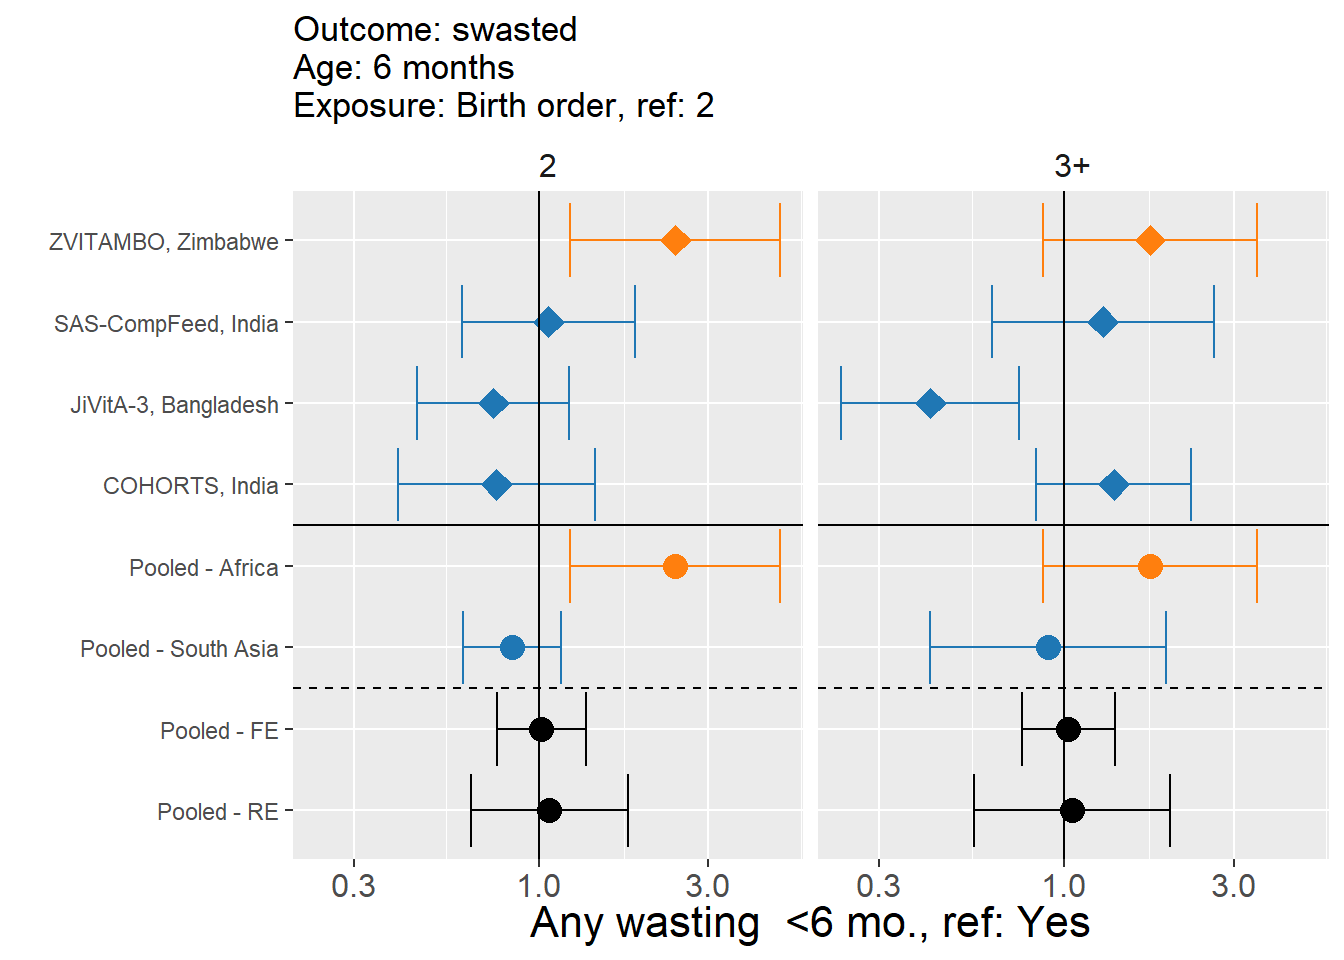 Outcome: swasted
Age: 6 months
Exposure: Birth order, ref: 2
2
3+
ZVITAMBO, Zimbabwe
SAS-CompFeed, India
JiVitA-3, Bangladesh
COHORTS, India
Pooled - Africa
Pooled - South Asia
Pooled - FE
Pooled - RE
0.3 1.0 3.0 0.3 1.0 3.0
Any wasting  <6 mo., ref: Yes